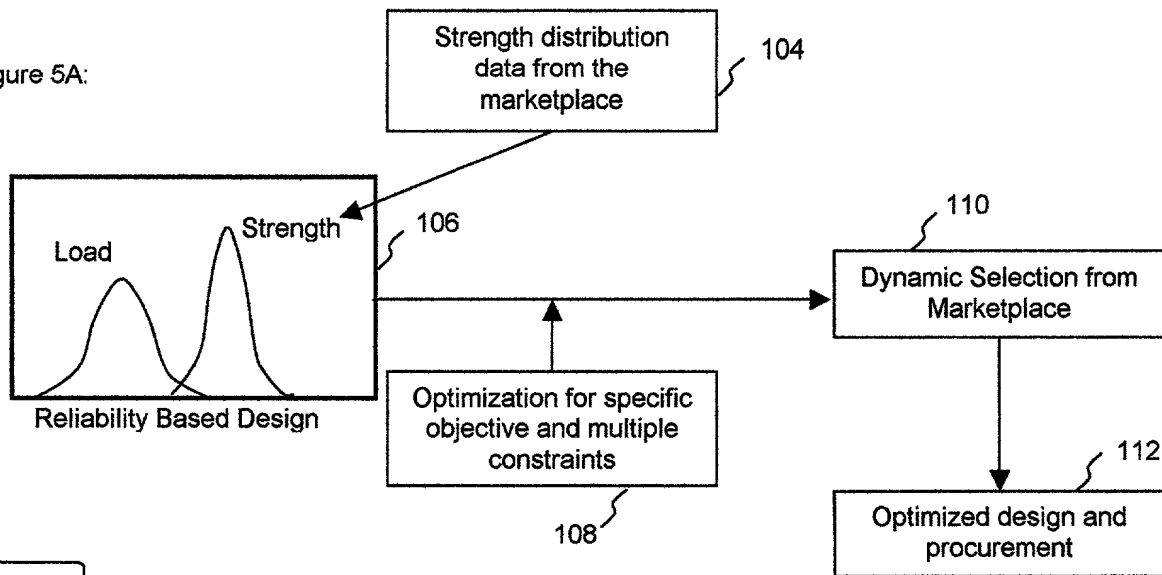 Strength distribution
data from the
marketplace
104
gure 5A:
Load
Strength
106
Reliability Based Design
110
Dynamic Selection from
Marketplace
Optimization for specific
objective and multiple
constraints
108
112
Optimized design and
procurement